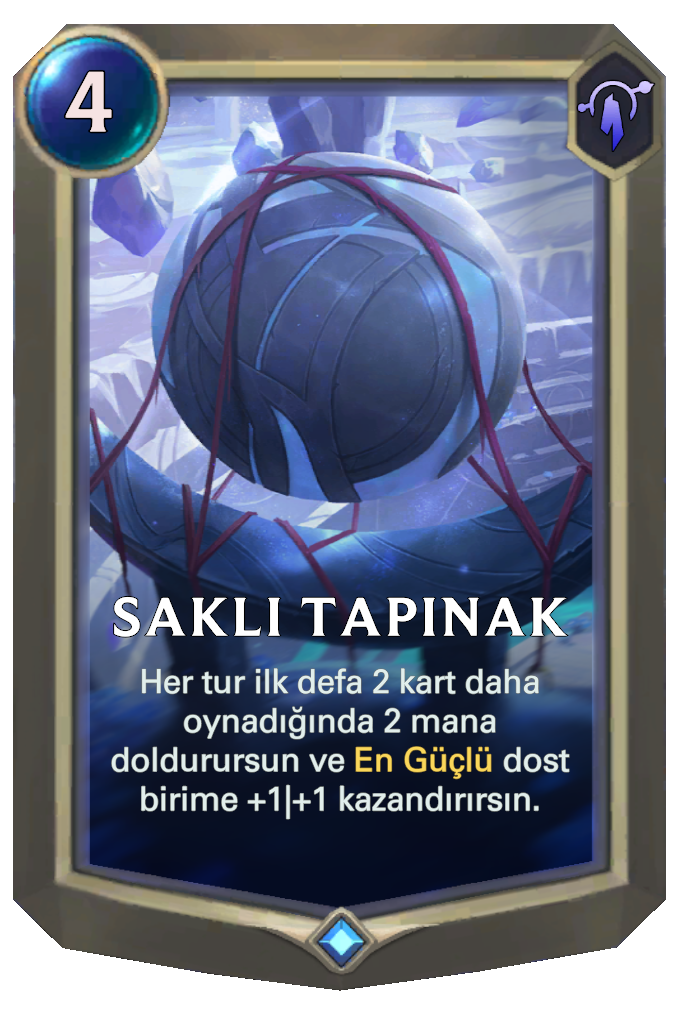 4
SAKLI TAPINAK
Her tur ilk defa 2 kart daha
oynadığında 2 mana
doldurursun ve En Güçlü dost
birime +1|+1 kazandırırsın.